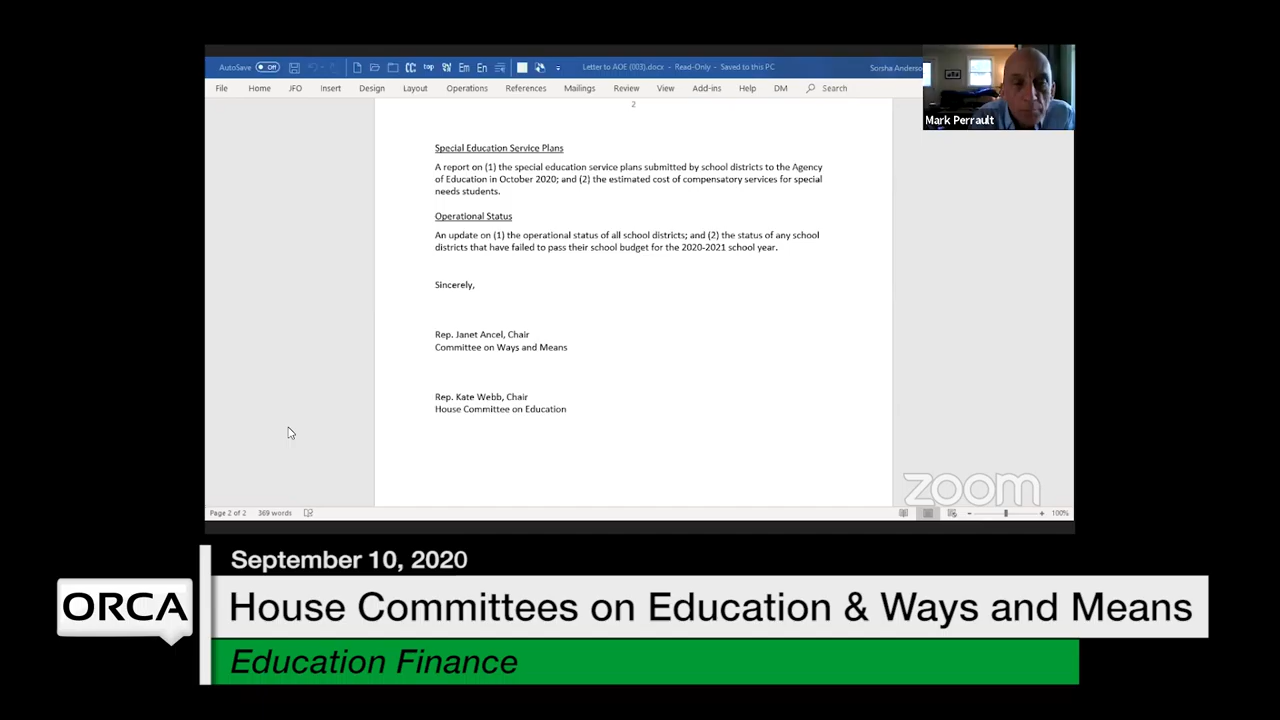 AutoSave Off
CC top Em En
Letter to AOE (003).docx - Read-Only - Saved to this PC
Sorsha Anderso
File Home JFO Insert Design Layout Operations References Mailings Review View Add-ins Help DM Search
Mark Perrault
2
Special Education Service Plans
A report on (1) the special education service plans submitted by school districts to the Agency
of Education in October 2020; and (2) the estimated cost of compensatory services for special
needs students.
Operational Status
An update on (1) the operational status of all school districts; and (2) the status of any school
districts that have failed to pass their school budget for the 2020-2021 school year.
Sincerely,
Rep. Janet Ancel, Chair
Committee on Ways and Means
Rep. Kate Webb, Chair
House Committee on Education
zoom
Page 2 of 2 369 words
100%
September 10, 2020
ORCA
House Committees on Education & Ways and Means
Education Finance